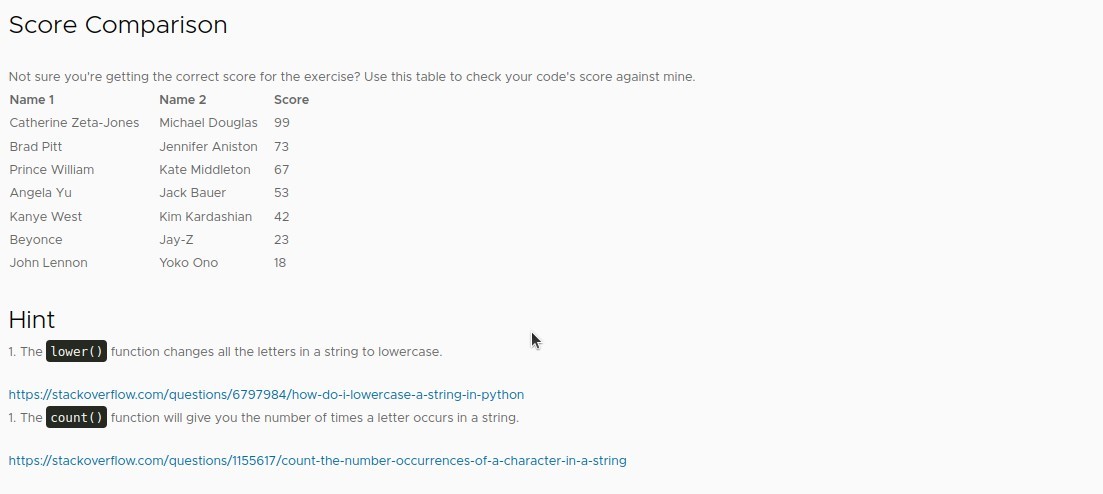 Score Comparison
Not sure you're getting the correct score for the exercise? Use this table to check your code's score against mine.
Name 1 Name 2 Score
Catherine Zeta-Jones Michael Douglas 99
Brad Pitt Jennifer Aniston 73
Prince William Kate Middleton 67
Angela Yu Jack Bauer 53
Kanye West Kim Kardashian 42
Beyonce Jay-Z 23
John Lennon Yoko Ono 18
Hint
1. The lower() function changes all the letters in a string to lowercase.
https://stackoverflow.com/questions/6797984/how-do-i-lowercase-a-string-in-python
1. The count() function will give you the number of times a letter occurs in a string.
https://stackoverflow.com/questions/1155617/count-the-number-occurrences-of-a-character-in-a-string